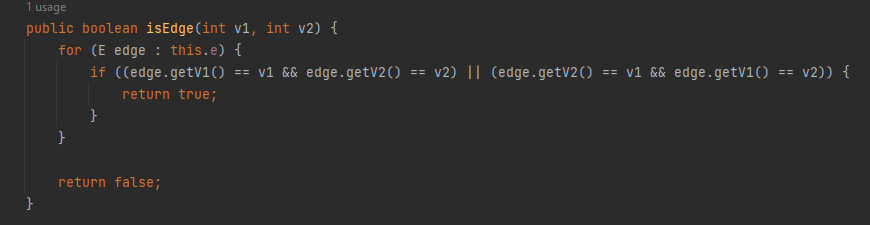 1 usage
public boolean isEdge(int v1, int v2) {
    for (E edge : this.e) {
        if ((edge.getV1() == v1 && edge.getV2() == v2) || (edge.getV2() == v1 && edge.getV1() == v2)) {
            return true;
        }
    }

    return false;
}